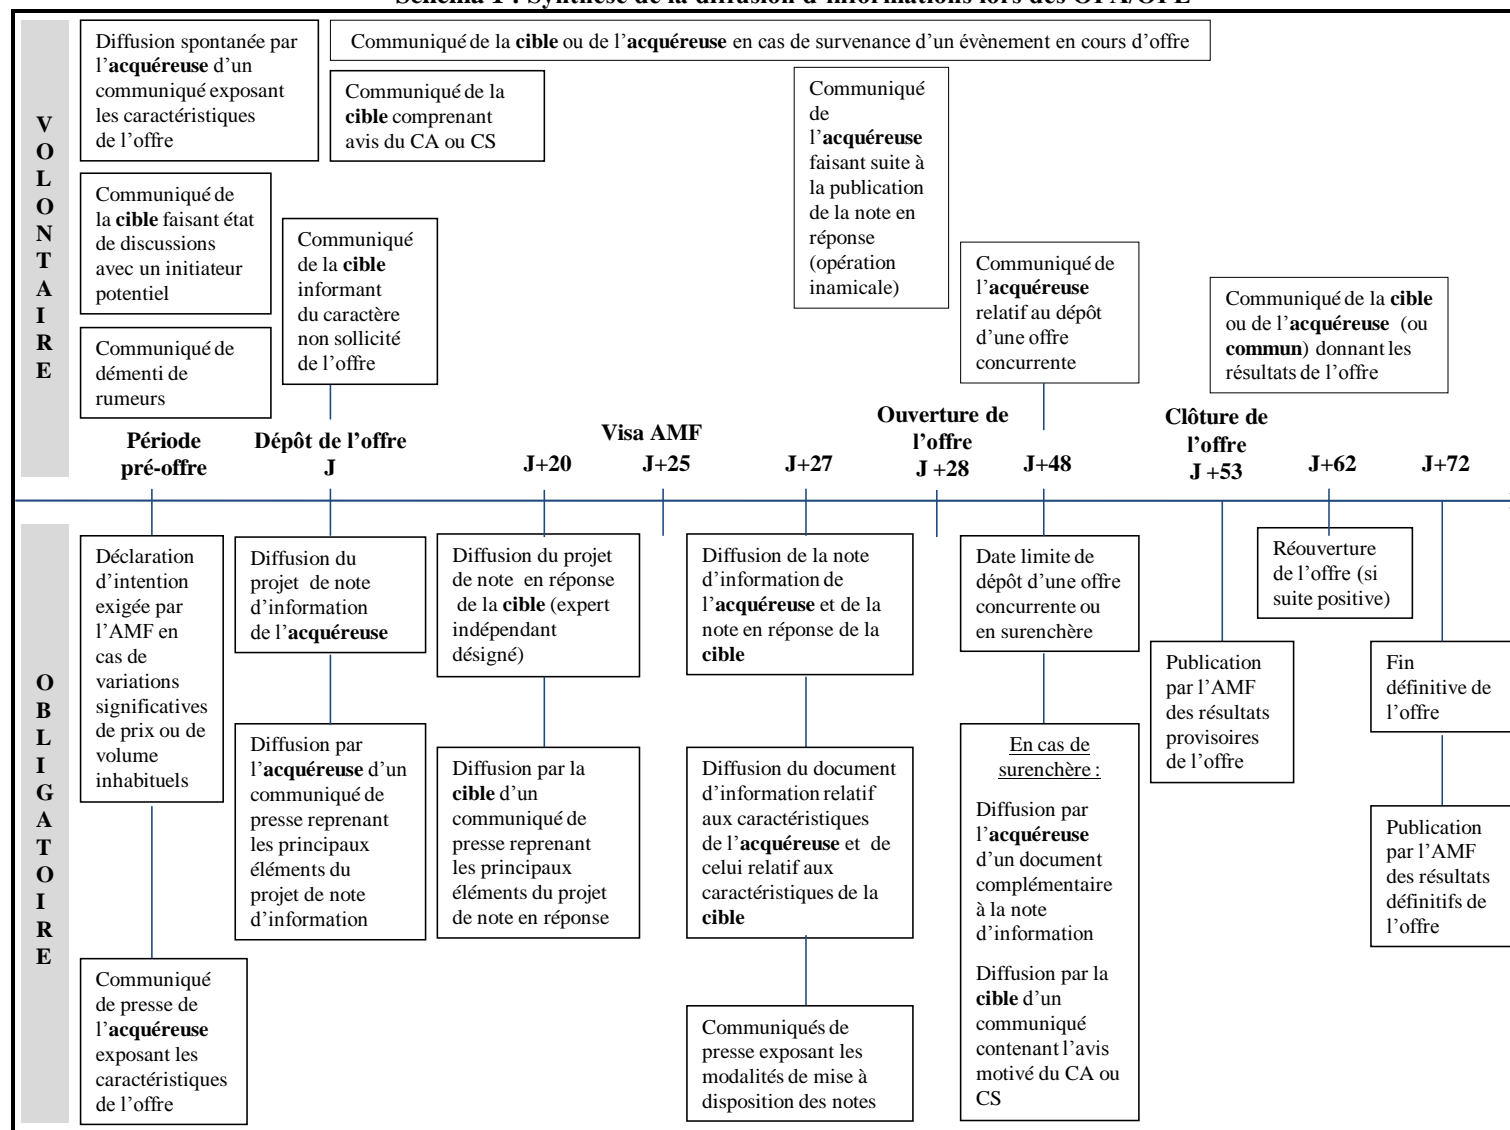 Schéma 1 : Synthèse de la diffusion d'informations lors des OPA/OPE
VOLONTAIRE
Diffusion spontanée par
l'acquéreuse d'un
communiqué exposant
les caractéristiques
de l'offre
Communiqué de la cible ou de l'acquéreuse en cas de survenance d'un évènement en cours d'offre
Communiqué de la
cible comprenant
avis du CA ou CS
Communiqué
de
l'acquéreuse
faisant suite à
la publication
de la note en
réponse
(opération
inamicale)
Communiqué de
la cible faisant état
de discussions
avec un initiateur
potentiel
Communiqué
de la cible
informant
du caractère
non sollicité
de l'offre
Communiqué de
l'acquéreuse
relatif au dépôt
d'une offre
concurrente
Communiqué de la cible
ou de l'acquéreuse (ou
commun) donnant les
résultats de l'offre
Communiqué de
démenti de
rumeurs
Période
pré-offre
Dépôt de l'offre
J
J+20
Visa AMF
J+25
J+27
Ouverture de
l'offre
J +28
J+48
Clôture de
l'offre
J +53
J+62
J+72
OBLIGATOIRE
Déclaration
d'intention
exigée par
l'AMF en
cas de
variations
significatives
de prix ou de
volume
inhabituels
Communiqué
de presse de
l'acquéreuse
exposant les
caractéristiques
de l'offre
Diffusion du
projet de note
d'information
de l'acquéreuse
Diffusion par
l'acquéreuse d'un
communiqué de
presse reprenant
les principaux
éléments du
projet de note
d'information
Diffusion du projet
de note en réponse
de la cible (expert
indépendant
désigné)
Diffusion par la
cible d'un
communiqué de
presse reprenant
les principaux
éléments du projet
de note en réponse
Diffusion de la note
d'information de
l'acquéreuse et de la
note en réponse de la
cible
Diffusion du document
d'information relatif
aux caractéristiques
de l'acquéreuse et de
celui relatif aux
caractéristiques de la
cible
Communiqués de
presse exposant les
modalités de mise à
disposition des notes
Date limite de
dépôt d'une offre
concurrente ou
en surenchère
En cas de
surenchère :
Diffusion par
l'acquéreuse
d'un document
complémentaire
à la note
d'information
Diffusion par la
cible d'un
communiqué
contenant l'avis
motivé du CA ou
CS
Publication
par l'AMF
des résultats
provisoires
de l'offre
Réouverture
de l'offre (si
suite positive)
Fin
définitive de
l'offre
Publication
par l'AMF
des résultats
définitifs de
l'offre